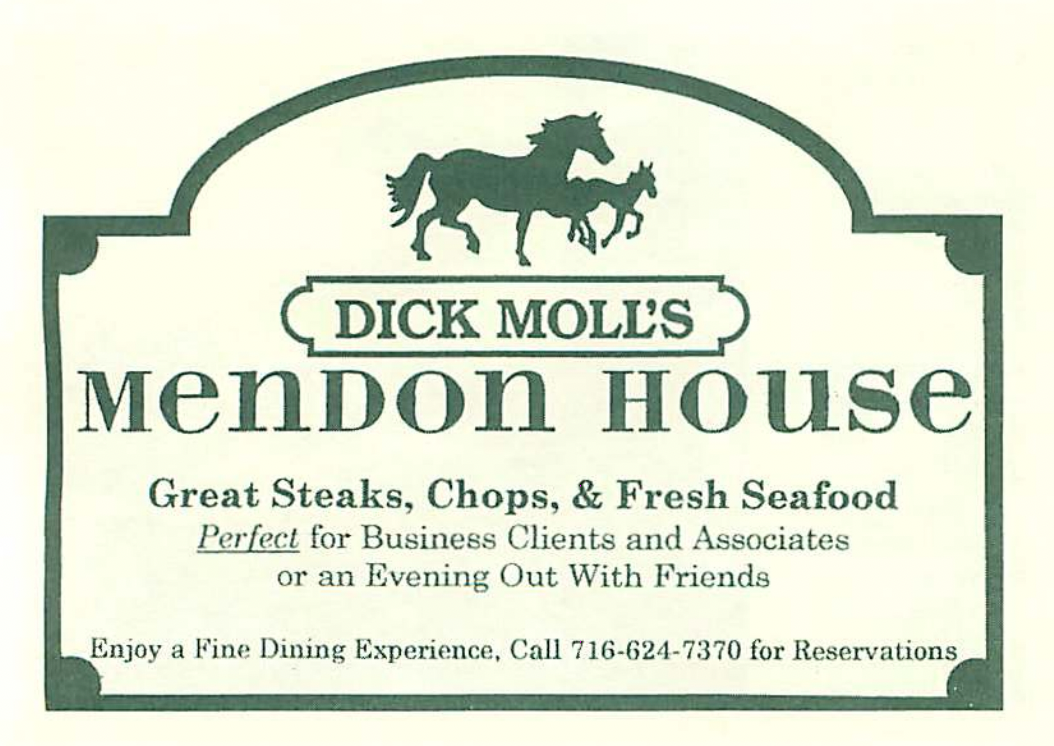 DICK MOLL'S
MenDon House
Great Steaks, Chops, & Fresh Seafood
Perfect for Business Clients and Associates
or an Evening Out With Friends
Enjoy a Fine Dining Experience, Call 716-624-7370 for Reservations